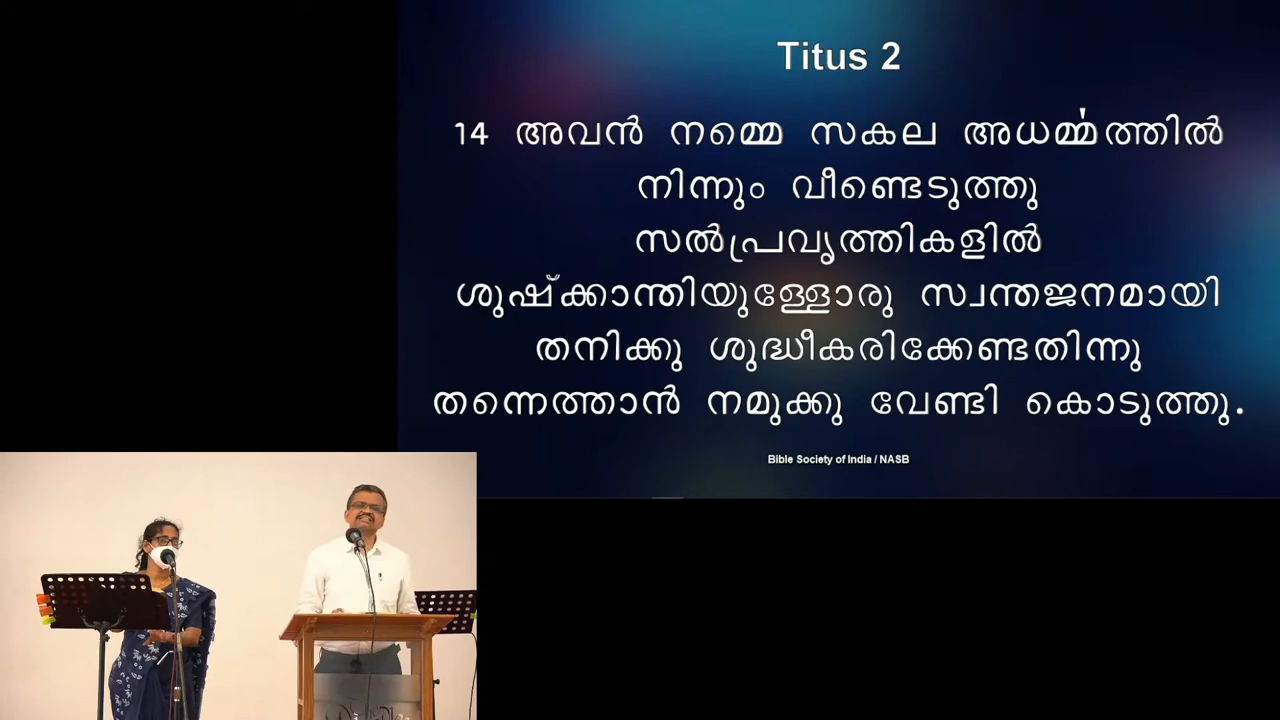 Titus 2
14 അവൻ നമ്മെ സകല അധർമ്മത്തിൽ
നിന്നും വീണ്ടെടുത്തു
സൽപ്രവൃത്തികളിൽ
ശുഷ്ക്കാന്തിയുള്ളോരു സ്വന്തജനമായി
തനിക്കു ശുദ്ധീകരിക്കേണ്ടതിന്നു
തന്നെത്താൻ നമുക്കു വേണ്ടി കൊടുത്തു.
Bible Society of India / NASB